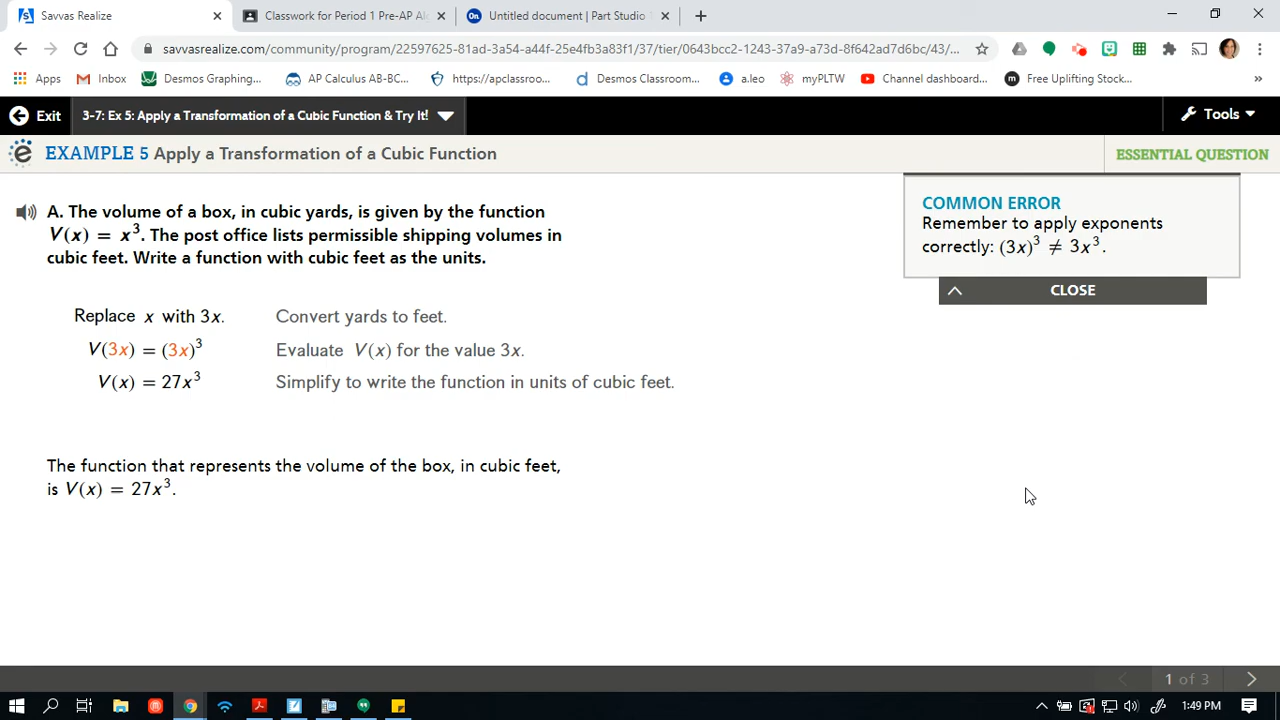 Savvas Realize
Classwork for Period 1 Pre-AP Al
On Untitled document | Part Studio 1
savvasrealize.com/community/program/22597625-81ad-3a54-a44f-25e4fb3a83f1/37/tier/0643bcc2-1243-37a9-a73d-8f642ad7d6bc/43/...
Apps
Inbox
Desmos Graphing...
AP Calculus AB-BC...
https://apclassroo...
Desmos Classroom...
a.leo
myPLTW
Channel dashboard...
Free Uplifting Stock...
Exit
3-7: Ex 5: Apply a Transformation of a Cubic Function & Try It!
Tools
EXAMPLE 5 Apply a Transformation of a Cubic Function
ESSENTIAL QUESTION
A. The volume of a box, in cubic yards, is given by the function
V(x) = x³. The post office lists permissible shipping volumes in
cubic feet. Write a function with cubic feet as the units.
COMMON ERROR
Remember to apply exponents
correctly: (3x)³ ≠ 3x³.
CLOSE
Replace x with 3x. Convert yards to feet.
V(3x) = (3x)³ Evaluate V(x) for the value 3x.
V(x) = 27x³ Simplify to write the function in units of cubic feet.
The function that represents the volume of the box, in cubic feet,
is V(x) = 27x³.
1 of 3
1:49 PM